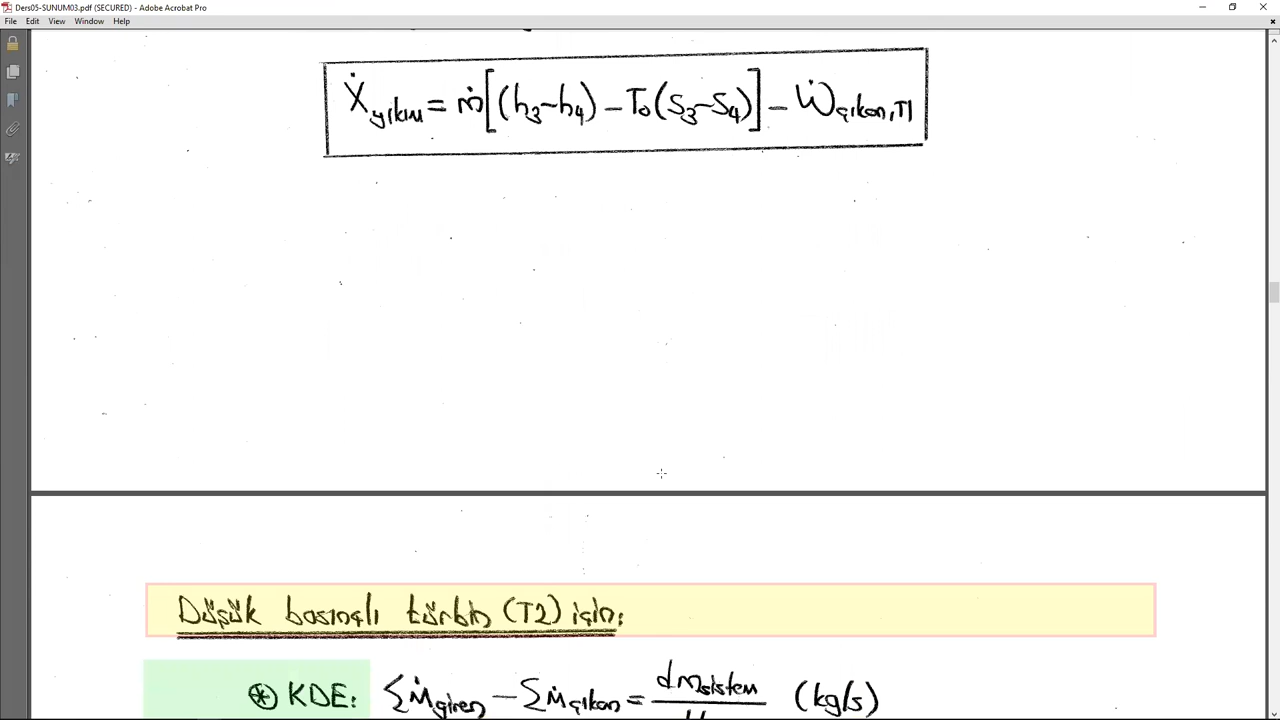 Ders05-SUNUM03.pdf (SECURED) - Adobe Acrobat Pro
File Edit View Window Help
Ẋyıkım = ṁ[(h3-h4) - T0(s3-s4)] - Ẇçıkan,T1
Düşük basınçlı türbin (T2) için:
⊛ KDE: Σṁgiren - Σṁçıkan = dmsistem (kg/s)